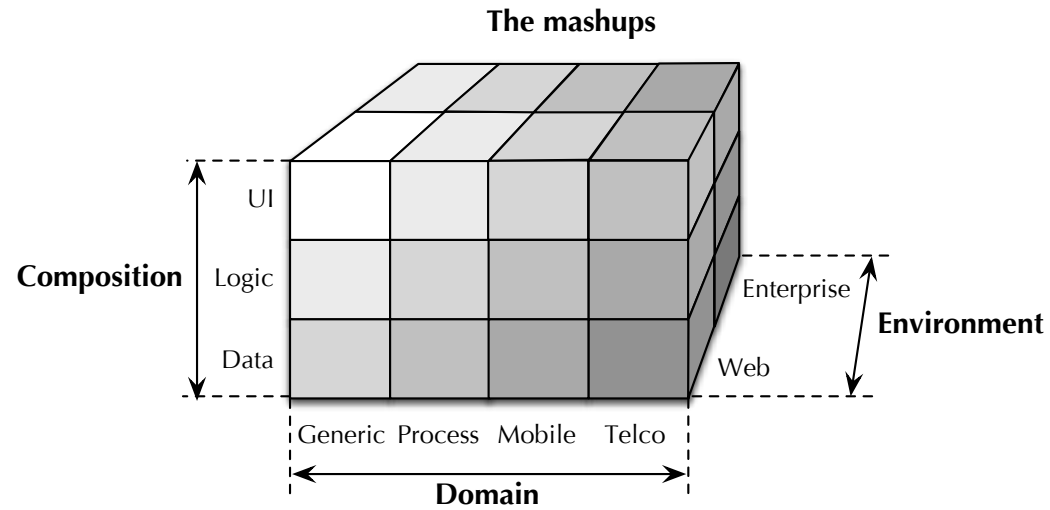 The mashups
UI
Composition
Logic
Data
Enterprise
Environment
Web
Generic Process Mobile Telco
Domain